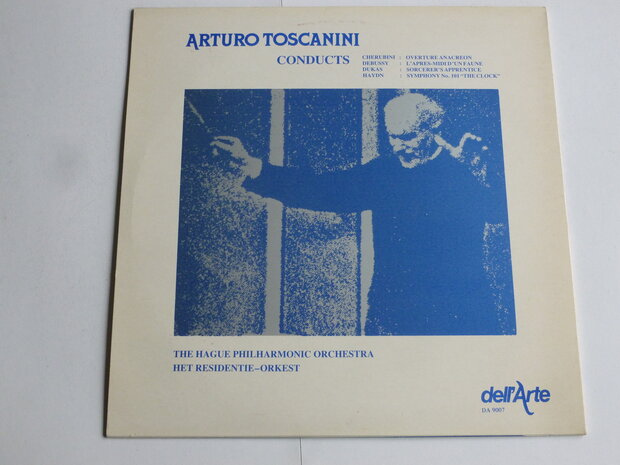 ARTURO TOSCANINI
CONDUCTS
CHERUBINI : OVERTURE ANACREON
DEBUSSY : L'APRES-MIDI D'UN FAUNE
DUKAS : SORCERER'S APPRENTICE
HAYDN : SYMPHONY No. 101 "THE CLOCK"
THE HAGUE PHILHARMONIC ORCHESTRA
HET RESIDENTIE-ORKEST
dell'Arte
DA 9007